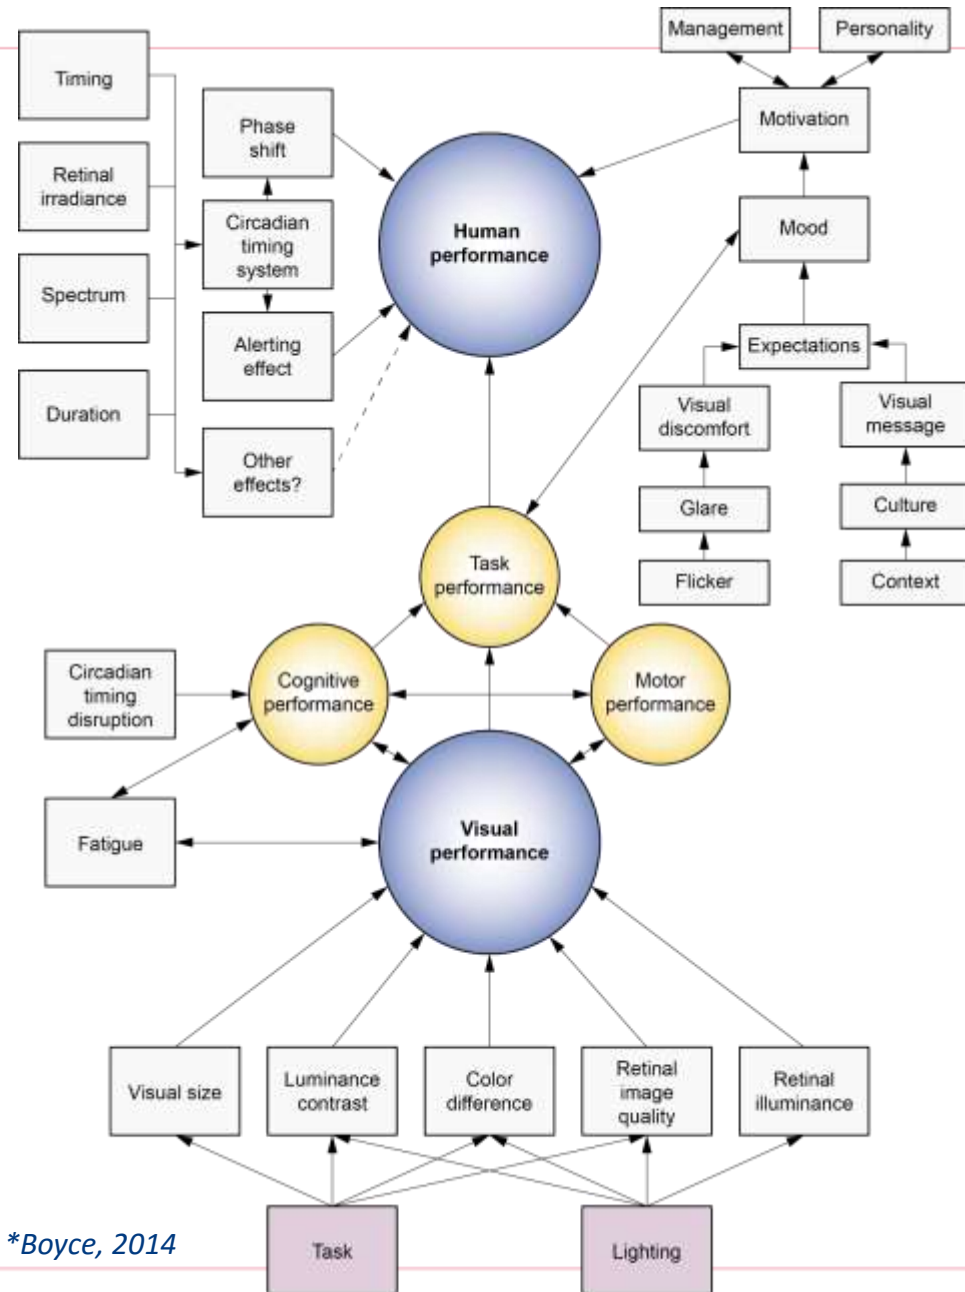 Management
Personality
Timing
Motivation
Phase
shift
Retinal
irradiance
Circadian
timing
system
Human
performance
Mood
Spectrum
Alerting
effect
Expectations
Duration
Visual
discomfort
Visual
message
Other
effects?
Glare
Culture
Task
performance
Flicker
Context
Circadian
timing
disruption
Cognitive
performance
Motor
performance
Fatigue
Visual
performance
Visual size
Luminance
contrast
Color
difference
Retinal
image
quality
Retinal
illuminance
*Boyce, 2014
Task
Lighting